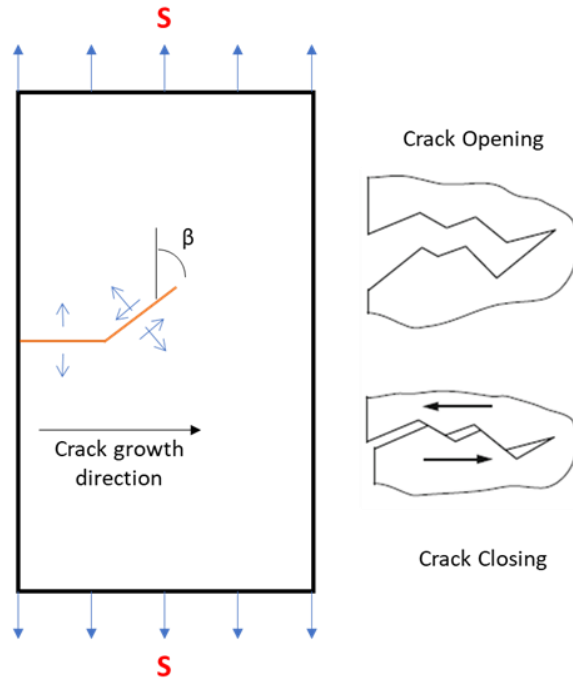 S
Crack Opening
β
Crack growth
direction
Crack Closing
S